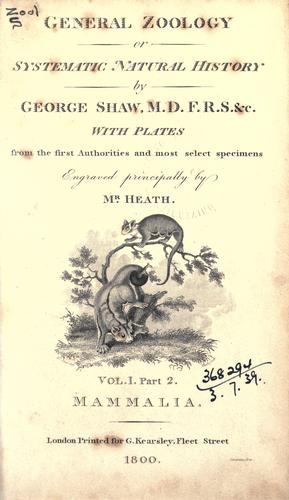 Zool
S
GENERAL ZOOLOGY
or
SYSTEMATIC NATURAL HISTORY
by
GEORGE SHAW, M.D. F.R.S.&c.
WITH PLATES
from the first Authorities and most select specimens
Engraved principally by
MR. HEATH.
VOL.I. Part 2.
368294
3.7.39.
MAMMALIA.
London Printed for G. Kearsley, Fleet Street
1800.